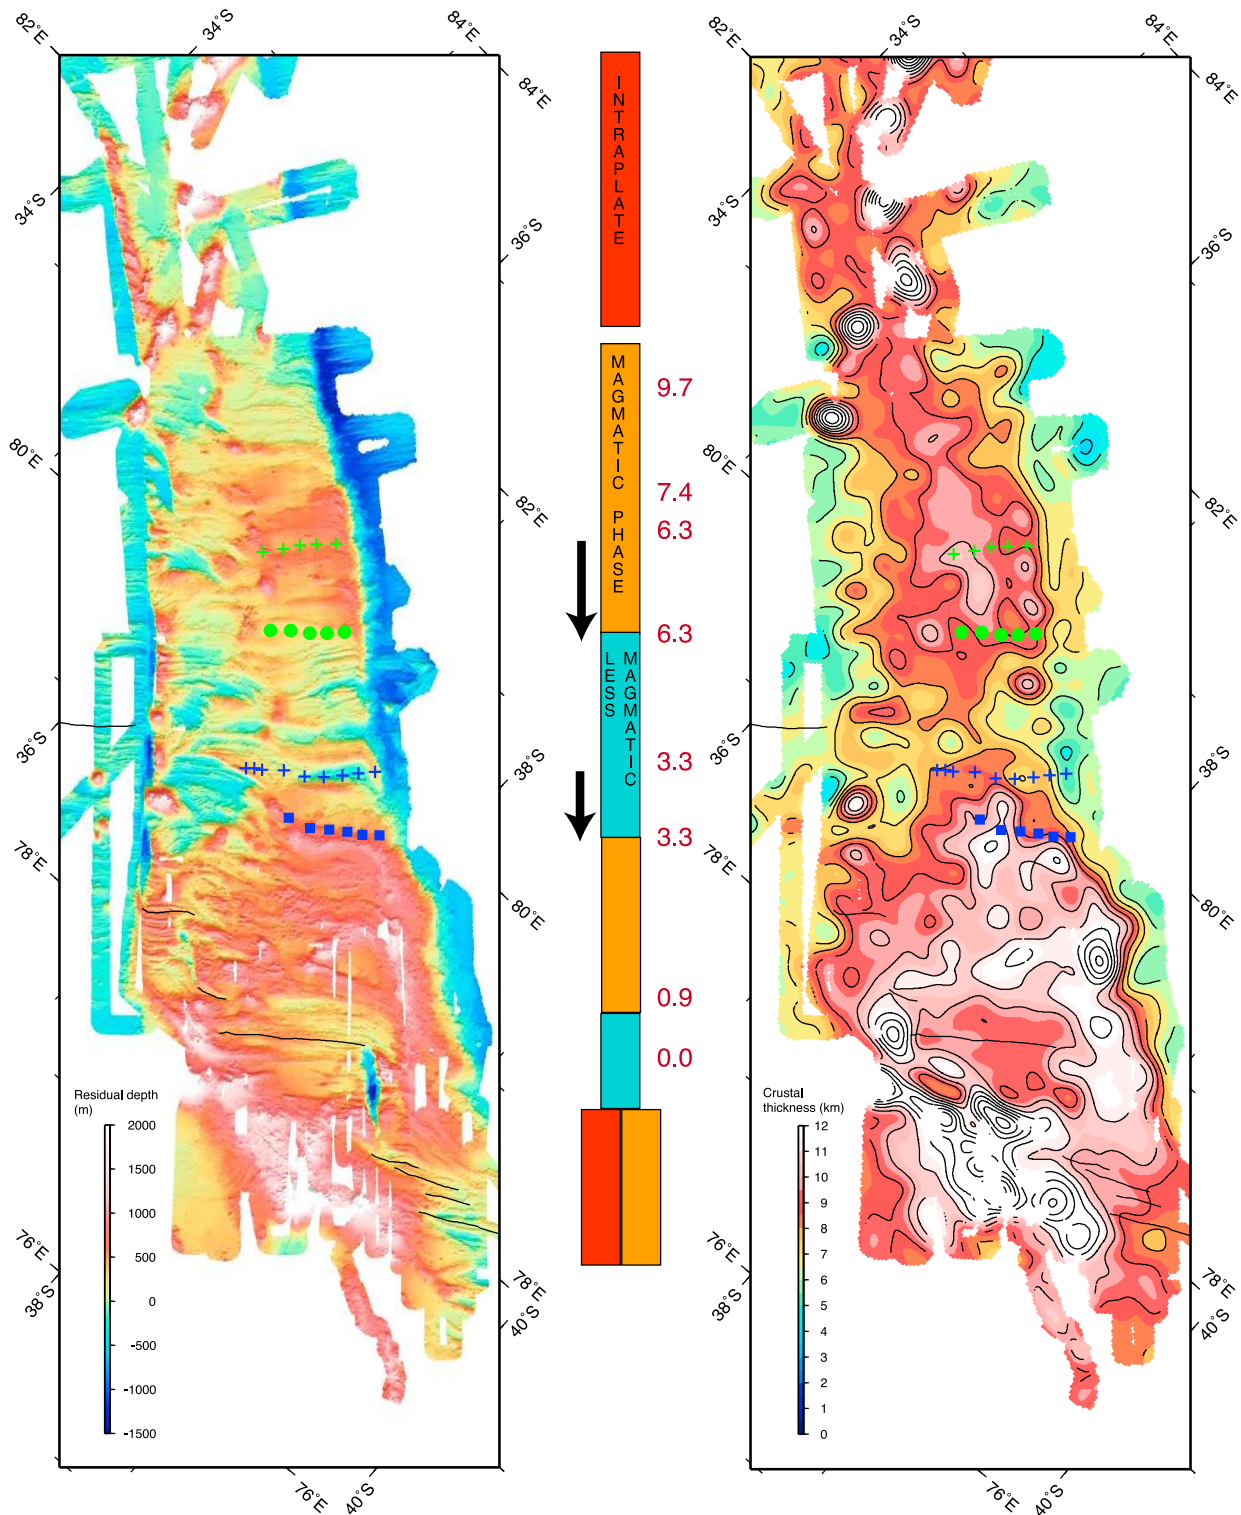 82°E
34°S
84°E
84°E
34°S
36°S
80°E
82°E
36°S
38°S
78°E
80°E
76°E
38°S
78°E
40°S
76°E
40°S
Residual depth
(m)
2000
1500
1000
500
0
-500
-1000
-1500
INTRAPLATE
MAGMATIC PHASE
LESS
MAGMATIC
9.7
7.4
6.3
6.3
3.3
3.3
0.9
0.0
82°E
34°S
84°E
84°E
34°S
36°S
80°E
82°E
36°S
38°S
78°E
80°E
76°E
38°S
78°E
40°S
76°E
40°S
Crustal
thickness (km)
12
11
10
9
8
7
6
5
4
3
2
1
0